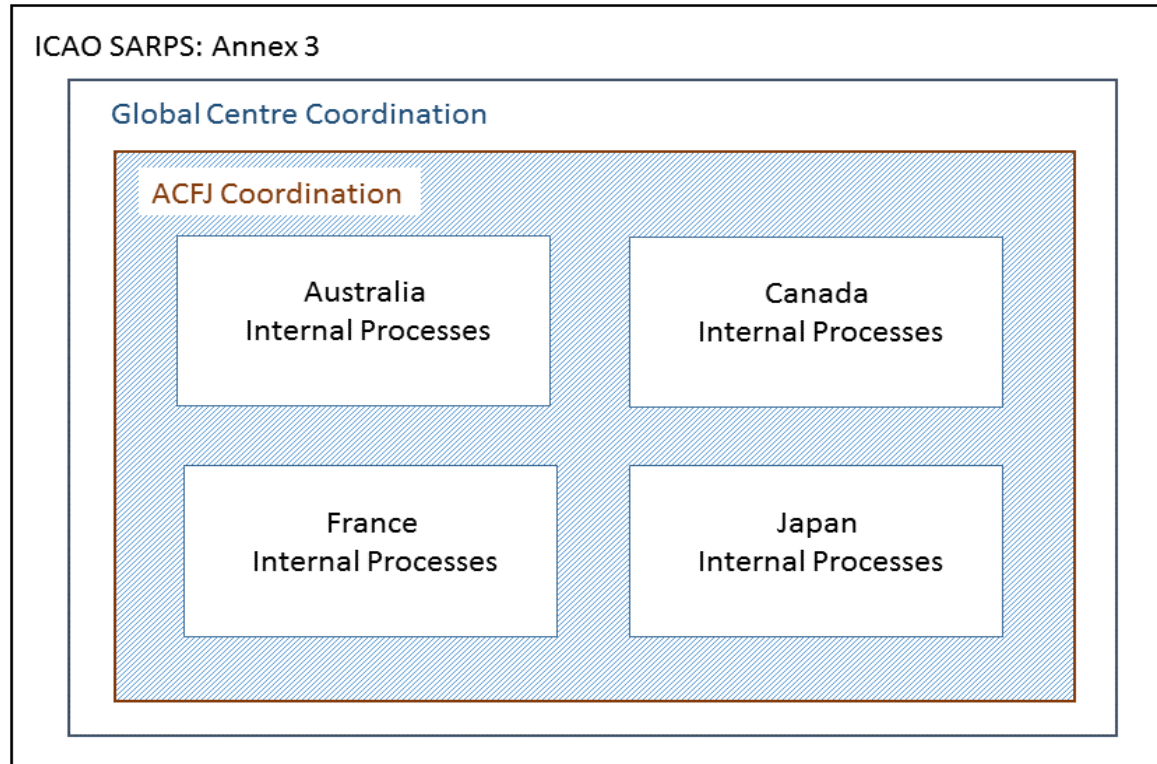 ICAO SARPS: Annex 3
Global Centre Coordination
ACFJ Coordination
Australia
Internal Processes
Canada
Internal Processes
France
Internal Processes
Japan
Internal Processes